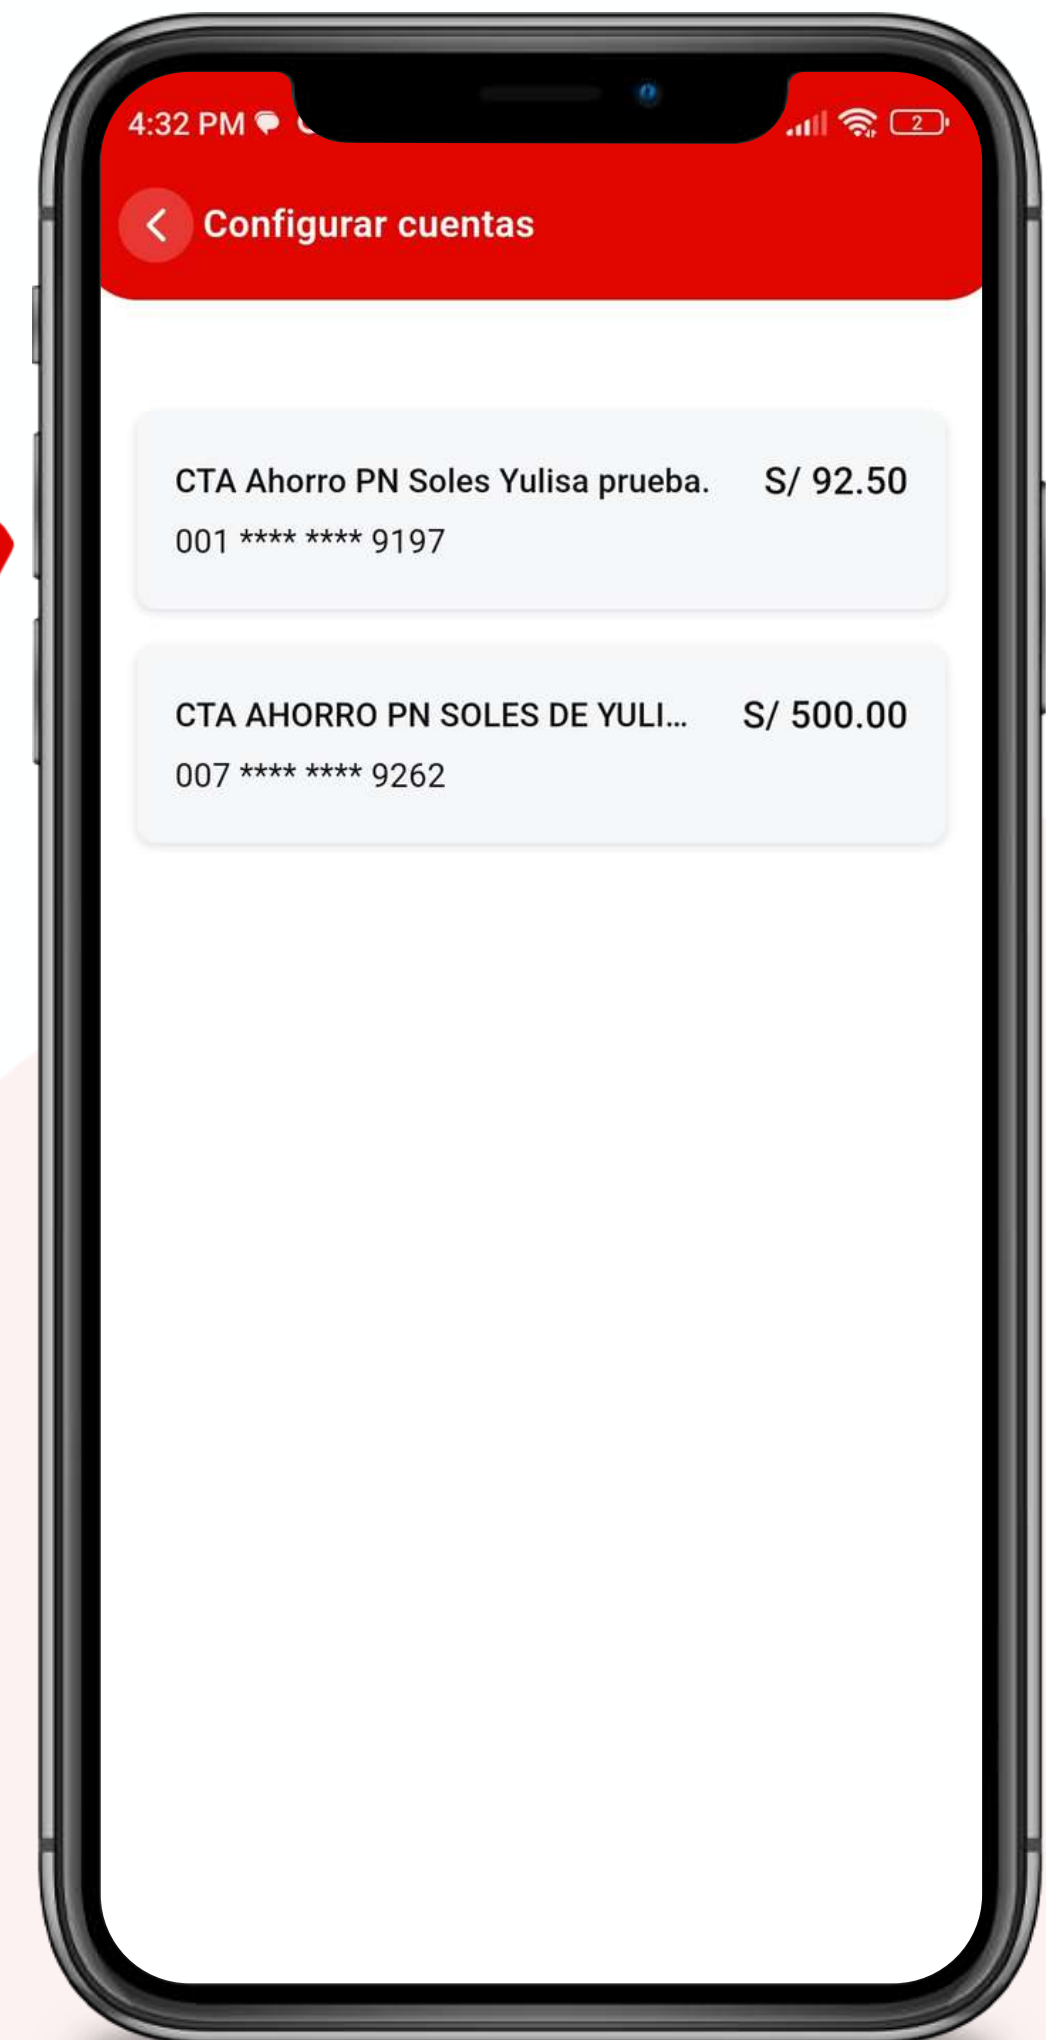 4:32 PM
2
Configurar cuentas
CTA Ahorro PN Soles Yulisa prueba. S/ 92.50
001 **** **** 9197
CTA AHORRO PN SOLES DE YULI... S/ 500.00
007 **** **** 9262